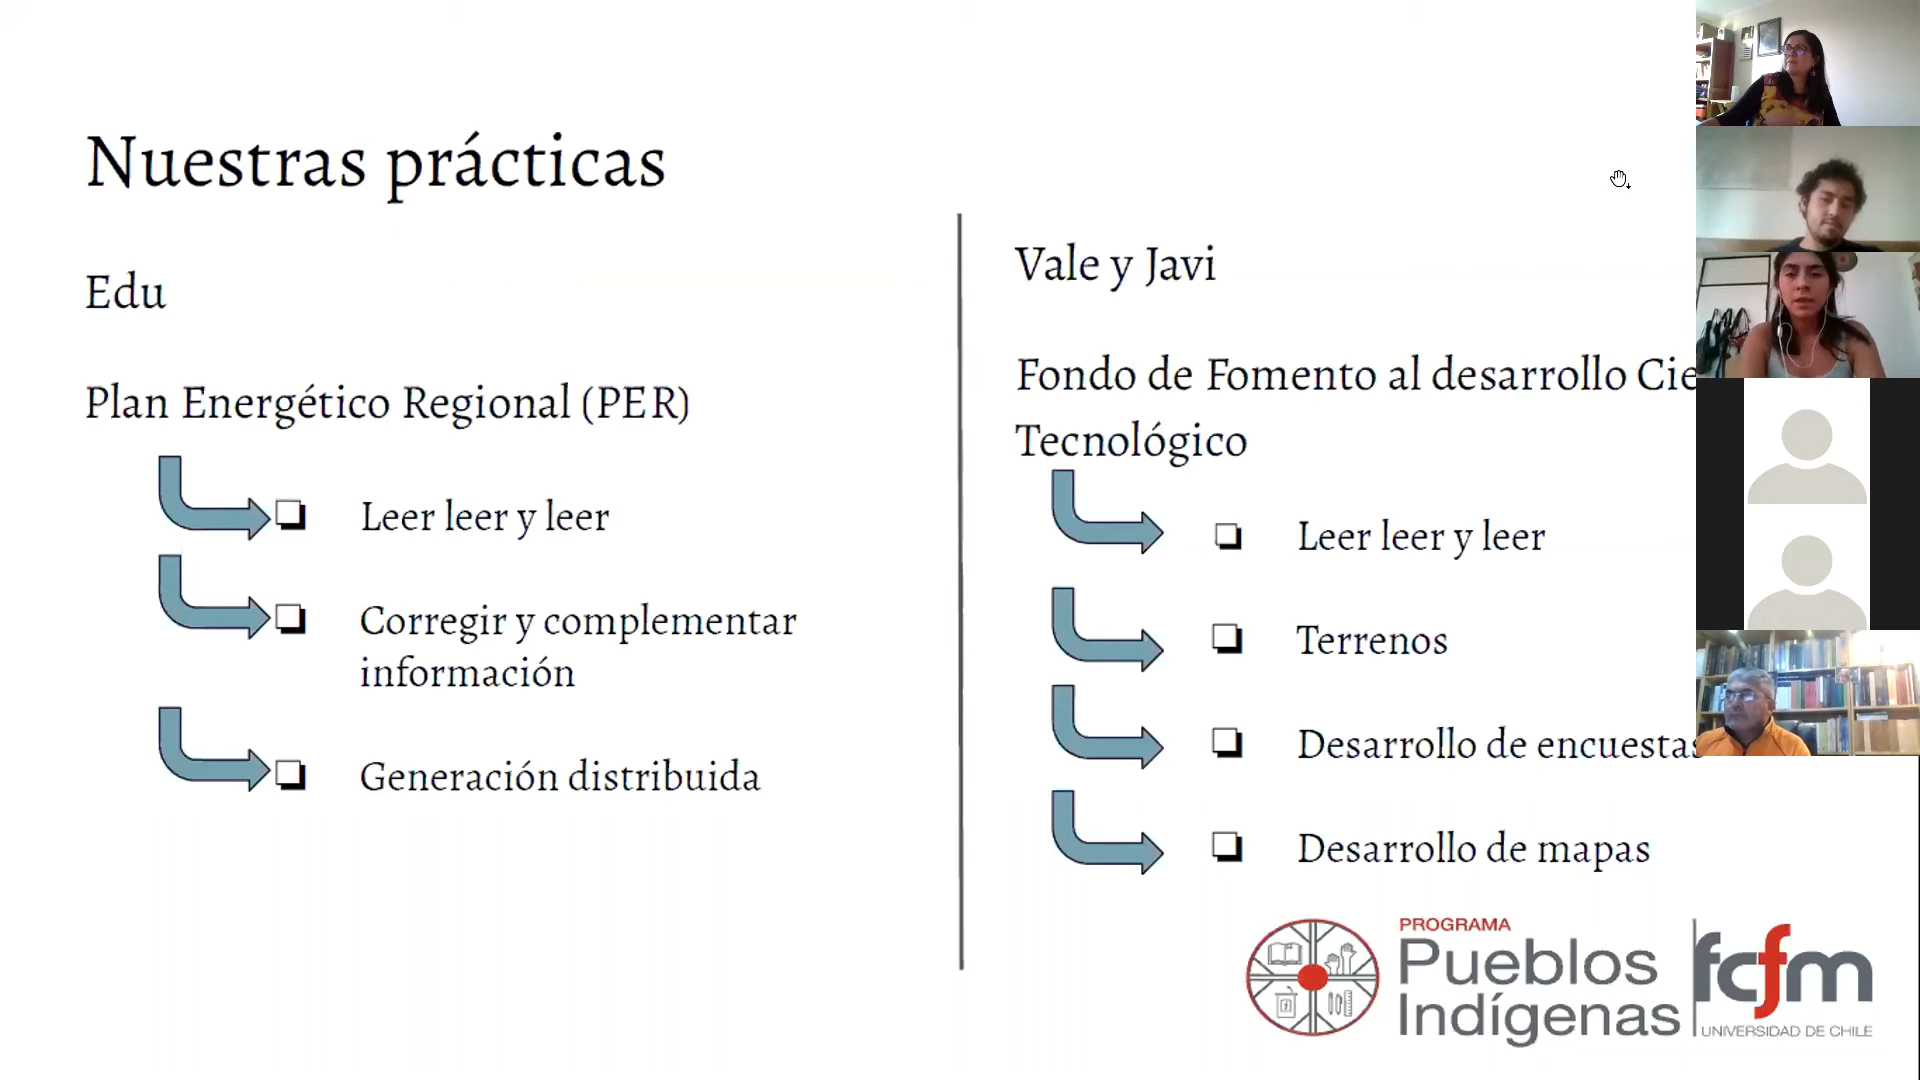 Nuestras prácticas
Edu
Plan Energético Regional (PER)
Leer leer y leer
Corregir y complementar
información
Generación distribuida
Vale y Javi
Fondo de Fomento al desarrollo
Tecnológico
Leer leer y leer
Terrenos
Desarrollo de encuestas
Desarrollo de mapas
PROGRAMA
Pueblos
Indígenas
fcfm
UNIVERSIDAD DE CHILE